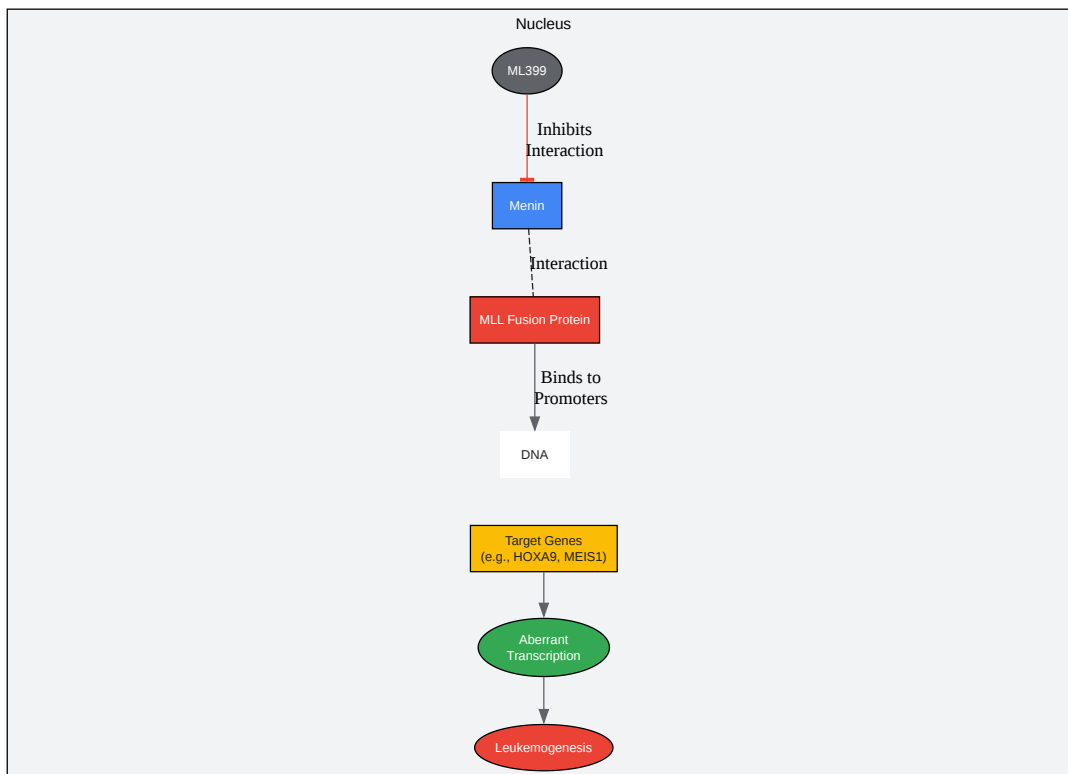 Nucleus
ML399
Inhibits
Interaction
Menin
Interaction
MLL Fusion Protein
Binds to
Promoters
DNA
Target Genes
(e.g., HOXA9, MEIS1)
Aberrant
Transcription
Leukemogenesis